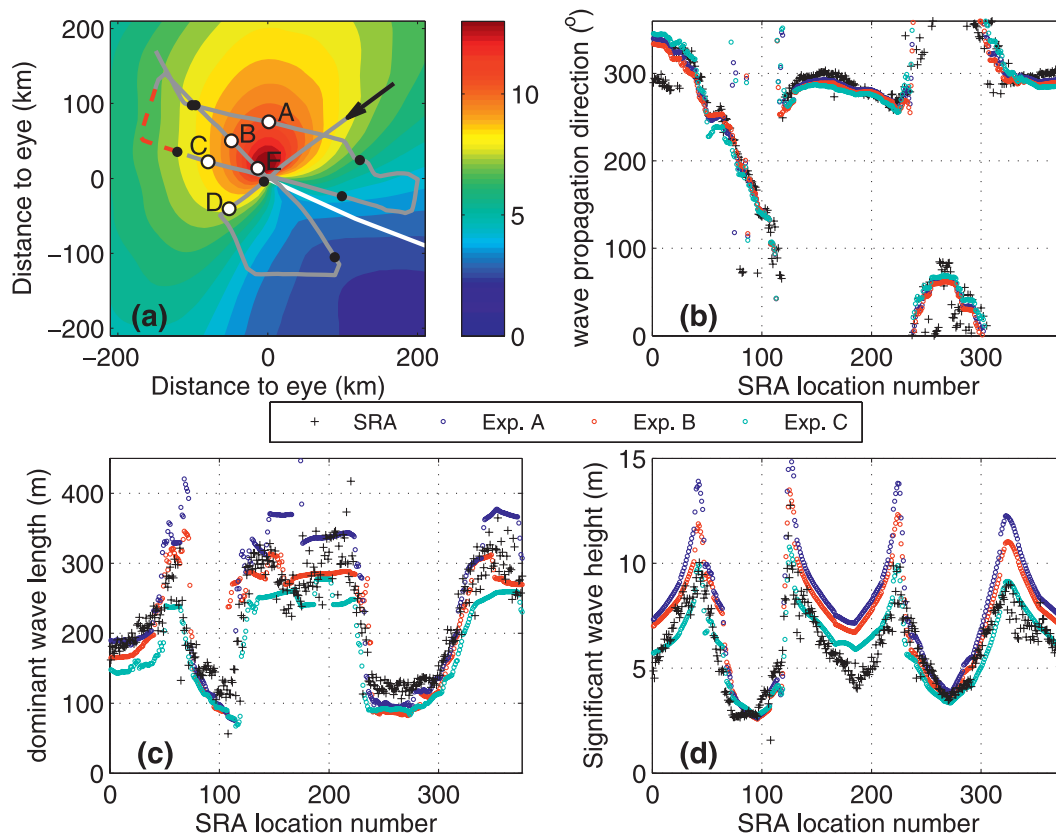 200
100
0
−100
−200
Distance to eye (km)
−200 0 200
Distance to eye (km)
A
B
C
E
D
(a)
10
5
0
wave propagation direction (°)
300
200
100
0
0 100 200 300
SRA location number
(b)
+ SRA ○ Exp. A ○ Exp. B ○ Exp. C
dominant wave length (m)
400
300
200
100
0
0 100 200 300
SRA location number
(c)
Significant wave height (m)
15
10
5
0
0 100 200 300
SRA location number
(d)